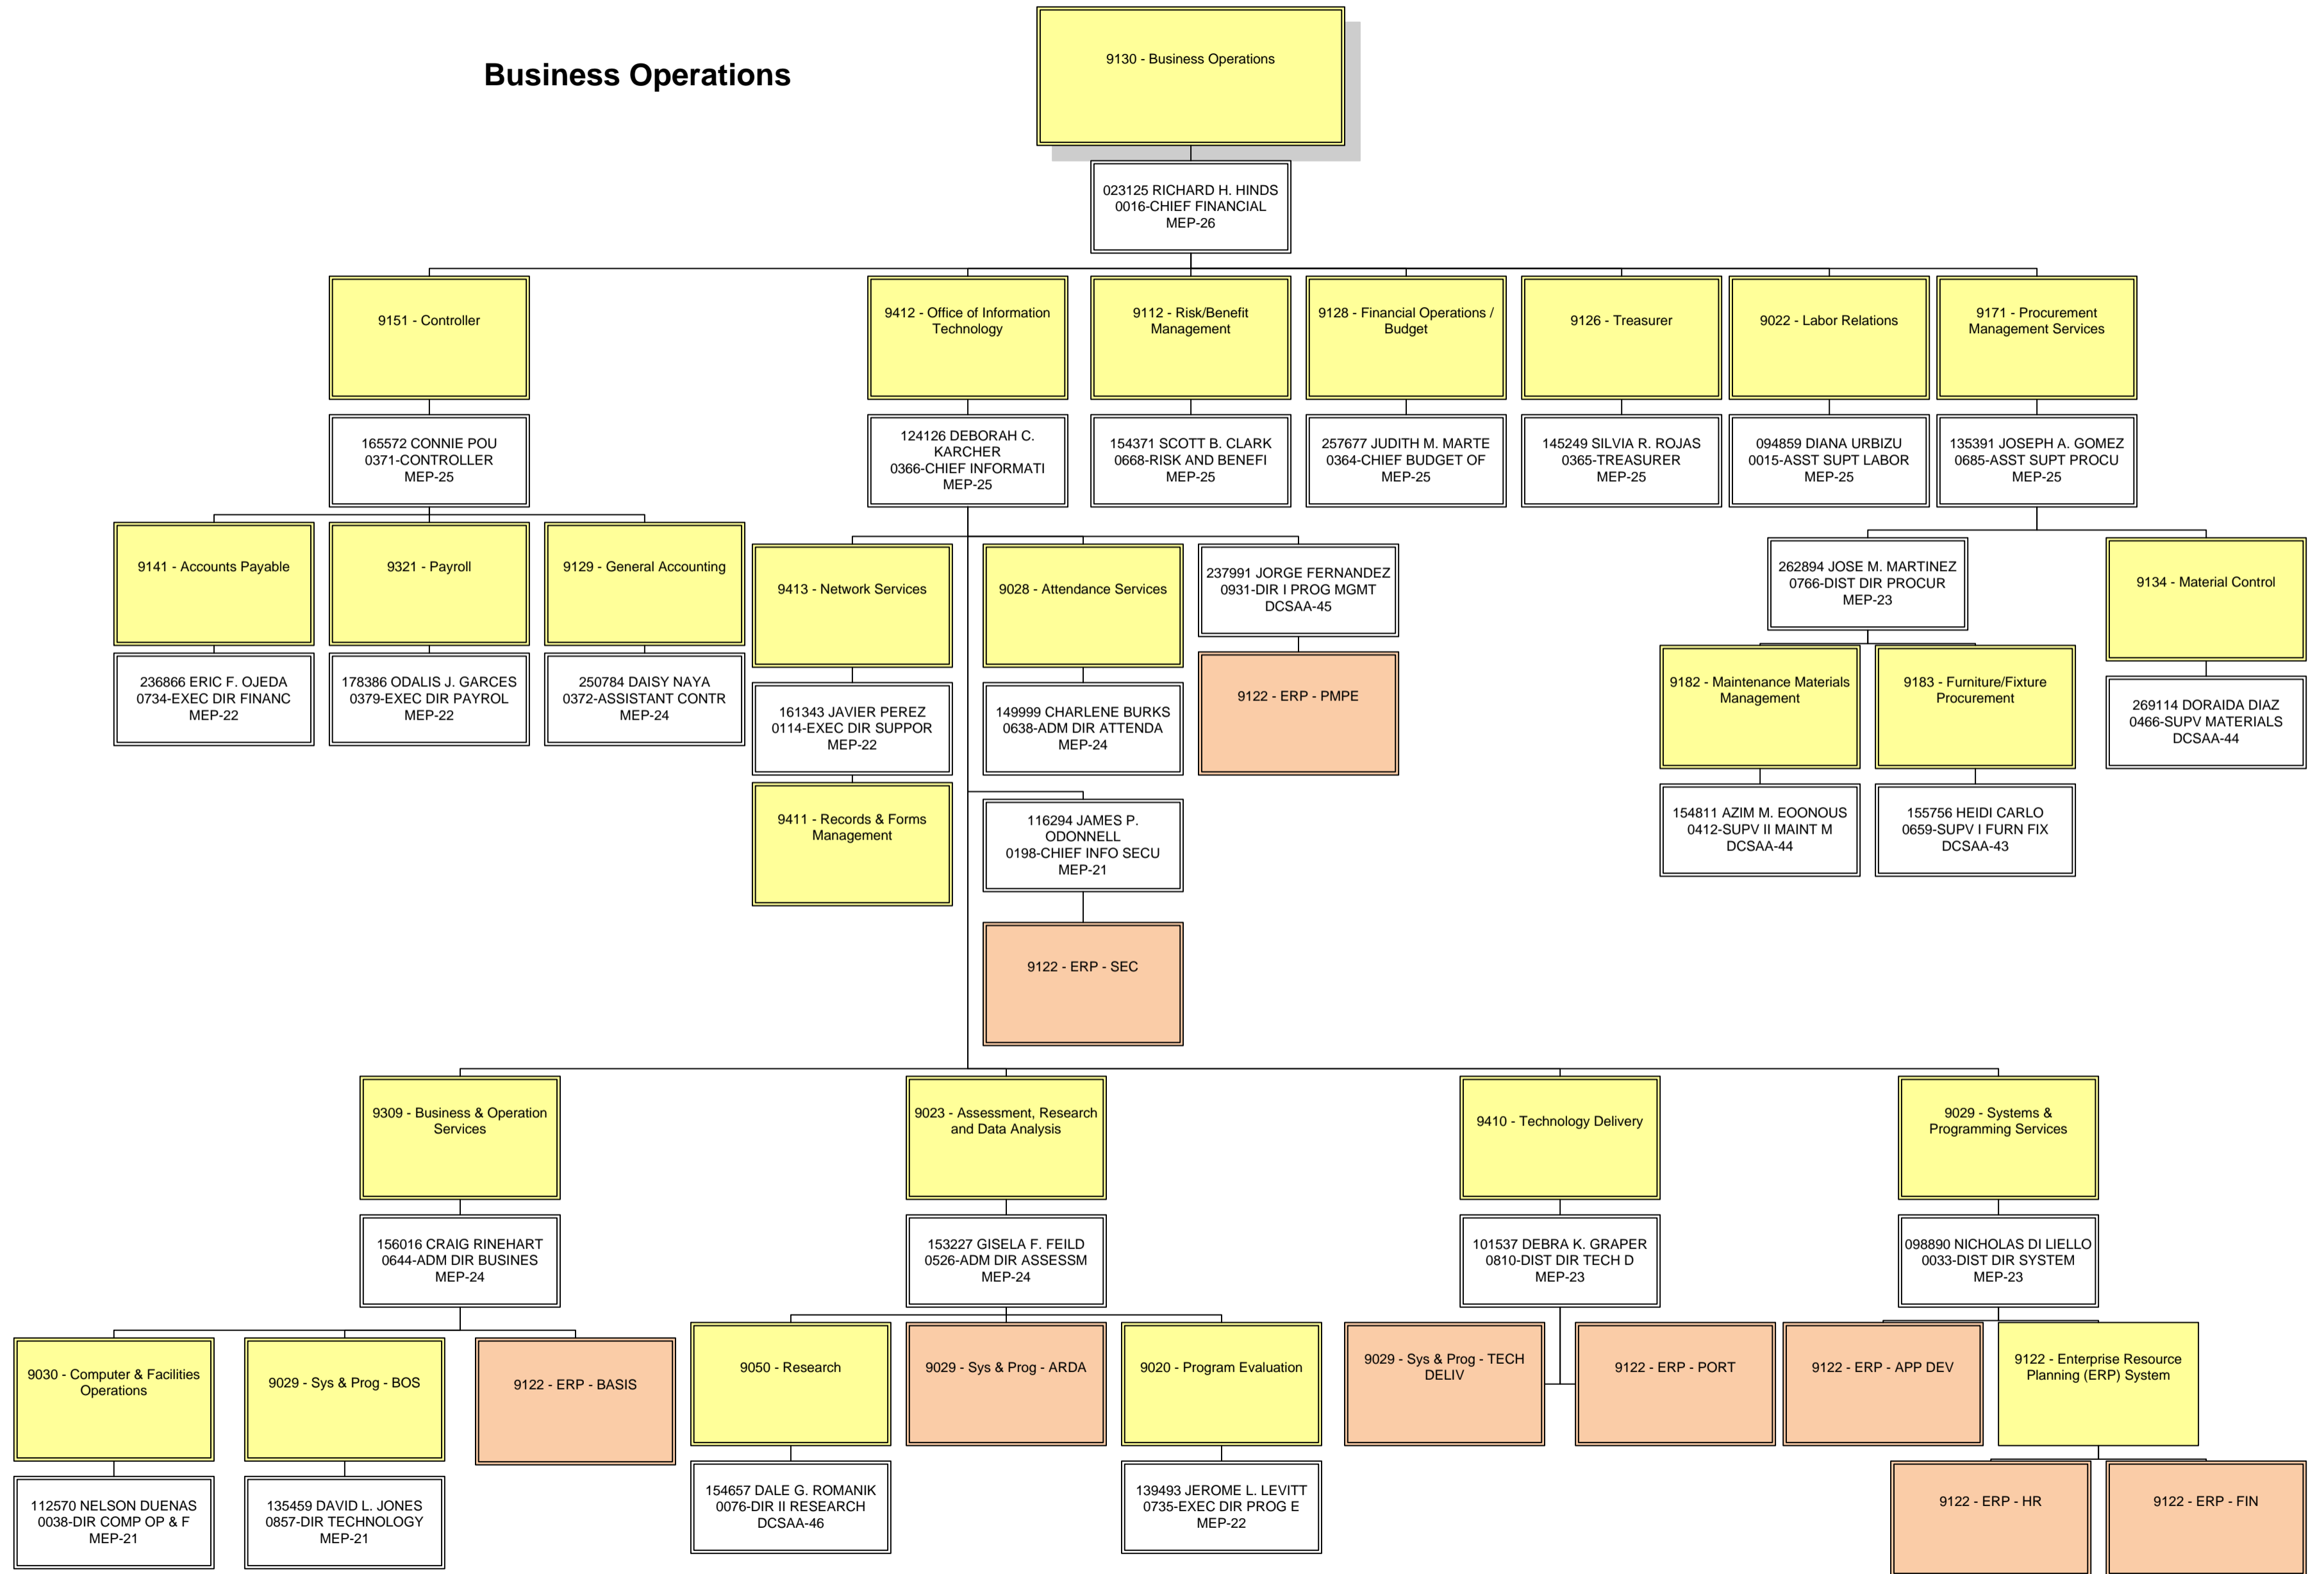 Business Operations
9130 - Business Operations
023125 RICHARD H. HINDS
0016-CHIEF FINANCIAL
MEP-26
9151 - Controller
9412 - Office of Information
Technology
9112 - Risk/Benefit
Management
9128 - Financial Operations /
Budget
9126 - Treasurer
9022 - Labor Relations
9171 - Procurement
Management Services
165572 CONNIE POU
0371-CONTROLLER
MEP-25
124126 DEBORAH C.
KARCHER
0366-CHIEF INFORMATI
MEP-25
154371 SCOTT B. CLARK
0668-RISK AND BENEFI
MEP-25
257677 JUDITH M. MARTE
0364-CHIEF BUDGET OF
MEP-25
145249 SILVIA R. ROJAS
0365-TREASURER
MEP-25
094859 DIANA URBIZU
0015-ASST SUPT LABOR
MEP-25
135391 JOSEPH A. GOMEZ
0685-ASST SUPT PROCU
MEP-25
9141 - Accounts Payable
9321 - Payroll
9129 - General Accounting
9413 - Network Services
9028 - Attendance Services
237991 JORGE FERNANDEZ
0931-DIR I PROG MGMT
DCSAA-45
262894 JOSE M. MARTINEZ
0766-DIST DIR PROCUR
MEP-23
9134 - Material Control
236866 ERIC F. OJEDA
0734-EXEC DIR FINANC
MEP-22
178386 ODALIS J. GARCES
0379-EXEC DIR PAYROL
MEP-22
250784 DAISY NAYA
0372-ASSISTANT CONTR
MEP-24
161343 JAVIER PEREZ
0114-EXEC DIR SUPPOR
MEP-22
149999 CHARLENE BURKS
0638-ADM DIR ATTENDA
MEP-24
9122 - ERP - PMPE
9182 - Maintenance Materials
Management
9183 - Furniture/Fixture
Procurement
269114 DORAIDA DIAZ
0466-SUPV MATERIALS
DCSAA-44
9411 - Records & Forms
Management
116294 JAMES P.
ODONNELL
0198-CHIEF INFO SECU
MEP-21
154811 AZIM M. EOONOUS
0412-SUPV II MAINT M
DCSAA-44
155756 HEIDI CARLO
0659-SUPV I FURN FIX
DCSAA-43
9122 - ERP - SEC
9309 - Business & Operation
Services
9023 - Assessment, Research
and Data Analysis
9410 - Technology Delivery
9029 - Systems &
Programming Services
156016 CRAIG RINEHART
0644-ADM DIR BUSINES
MEP-24
153227 GISELA F. FEILD
0526-ADM DIR ASSESSM
MEP-24
101537 DEBRA K. GRAPER
0810-DIST DIR TECH D
MEP-23
098890 NICHOLAS DI LIELLO
0033-DIST DIR SYSTEM
MEP-23
9030 - Computer & Facilities
Operations
9029 - Sys & Prog - BOS
9122 - ERP - BASIS
9050 - Research
9029 - Sys & Prog - ARDA
9020 - Program Evaluation
9029 - Sys & Prog - TECH
DELIV
9122 - ERP - PORT
9122 - ERP - APP DEV
9122 - Enterprise Resource
Planning (ERP) System
112570 NELSON DUENAS
0038-DIR COMP OP & F
MEP-21
135459 DAVID L. JONES
0857-DIR TECHNOLOGY
MEP-21
154657 DALE G. ROMANIK
0076-DIR II RESEARCH
DCSAA-46
139493 JEROME L. LEVITT
0735-EXEC DIR PROG E
MEP-22
9122 - ERP - HR
9122 - ERP - FIN